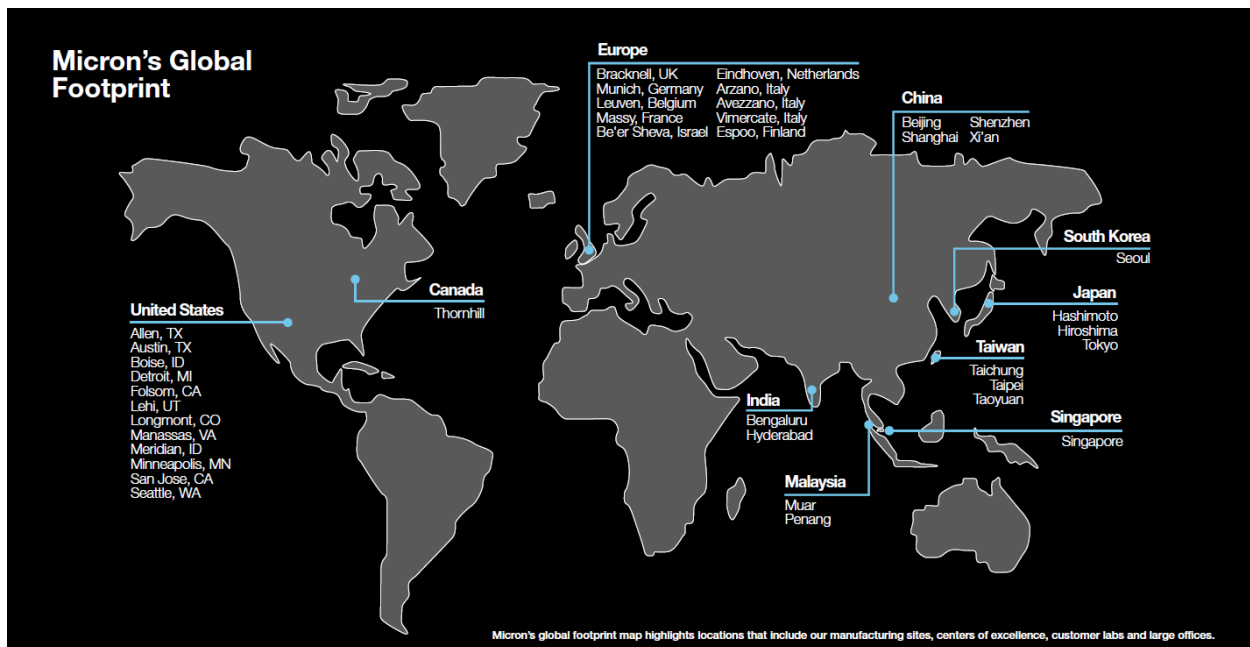 Micron's Global
Footprint
Europe
Bracknell, UK
Munich, Germany
Leuven, Belgium
Massy, France
Be'er Sheva, Israel
Eindhoven, Netherlands
Arzano, Italy
Avezzano, Italy
Vimercate, Italy
Espoo, Finland
China
Beijing
Shanghai
Shenzhen
Xi'an
South Korea
Seoul
Canada
Thornhill
Japan
Hashimoto
Hiroshima
Tokyo
United States
Allen, TX
Austin, TX
Boise, ID
Detroit, MI
Folsom, CA
Lehi, UT
Longmont, CO
Manassas, VA
Meridian, ID
Minneapolis, MN
San Jose, CA
Seattle, WA
Taiwan
Taichung
Taipei
Taoyuan
India
Bengaluru
Hyderabad
Singapore
Singapore
Malaysia
Muar
Penang
Micron's global footprint map highlights locations that include our manufacturing sites, centers of excellence, customer labs and large offices.